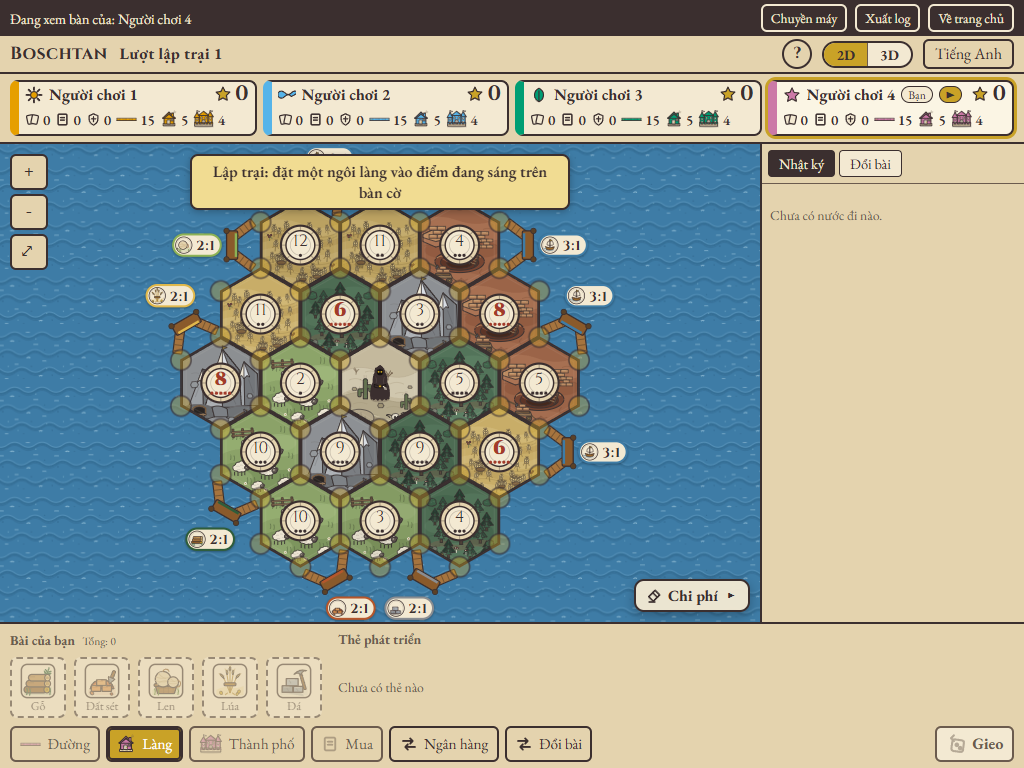 Đang xem bàn của: Người chơi 4
Chuyền máy
Xuất log
Về trang chủ
BOSCHTAN Lượt lập trại 1
?
2D 3D
Tiếng Anh
Người chơi 1 0
0 0 0 15 5 4
Người chơi 2 0
0 0 0 15 5 4
Người chơi 3 0
0 0 0 15 5 4
Người chơi 4 Bạn 0
0 0 0 15 5 4
+
-
Lập trại: đặt một ngôi làng vào điểm đang sáng trên
bàn cờ
Nhật ký
Đổi bài
Chưa có nước đi nào.
2:1 12 11 4 3:1
2:1 11 6 3 8 3:1
8 2 5 5
10 9 9 6 3:1
10 3 4
2:1
2:1 2:1
Chi phí
Bài của bạn Tổng: 0
Gỗ Đất sét Len Lúa Đá
Thẻ phát triển
Chưa có thẻ nào
Đường
Làng
Thành phố
Mua
Ngân hàng
Đổi bài
Gieo